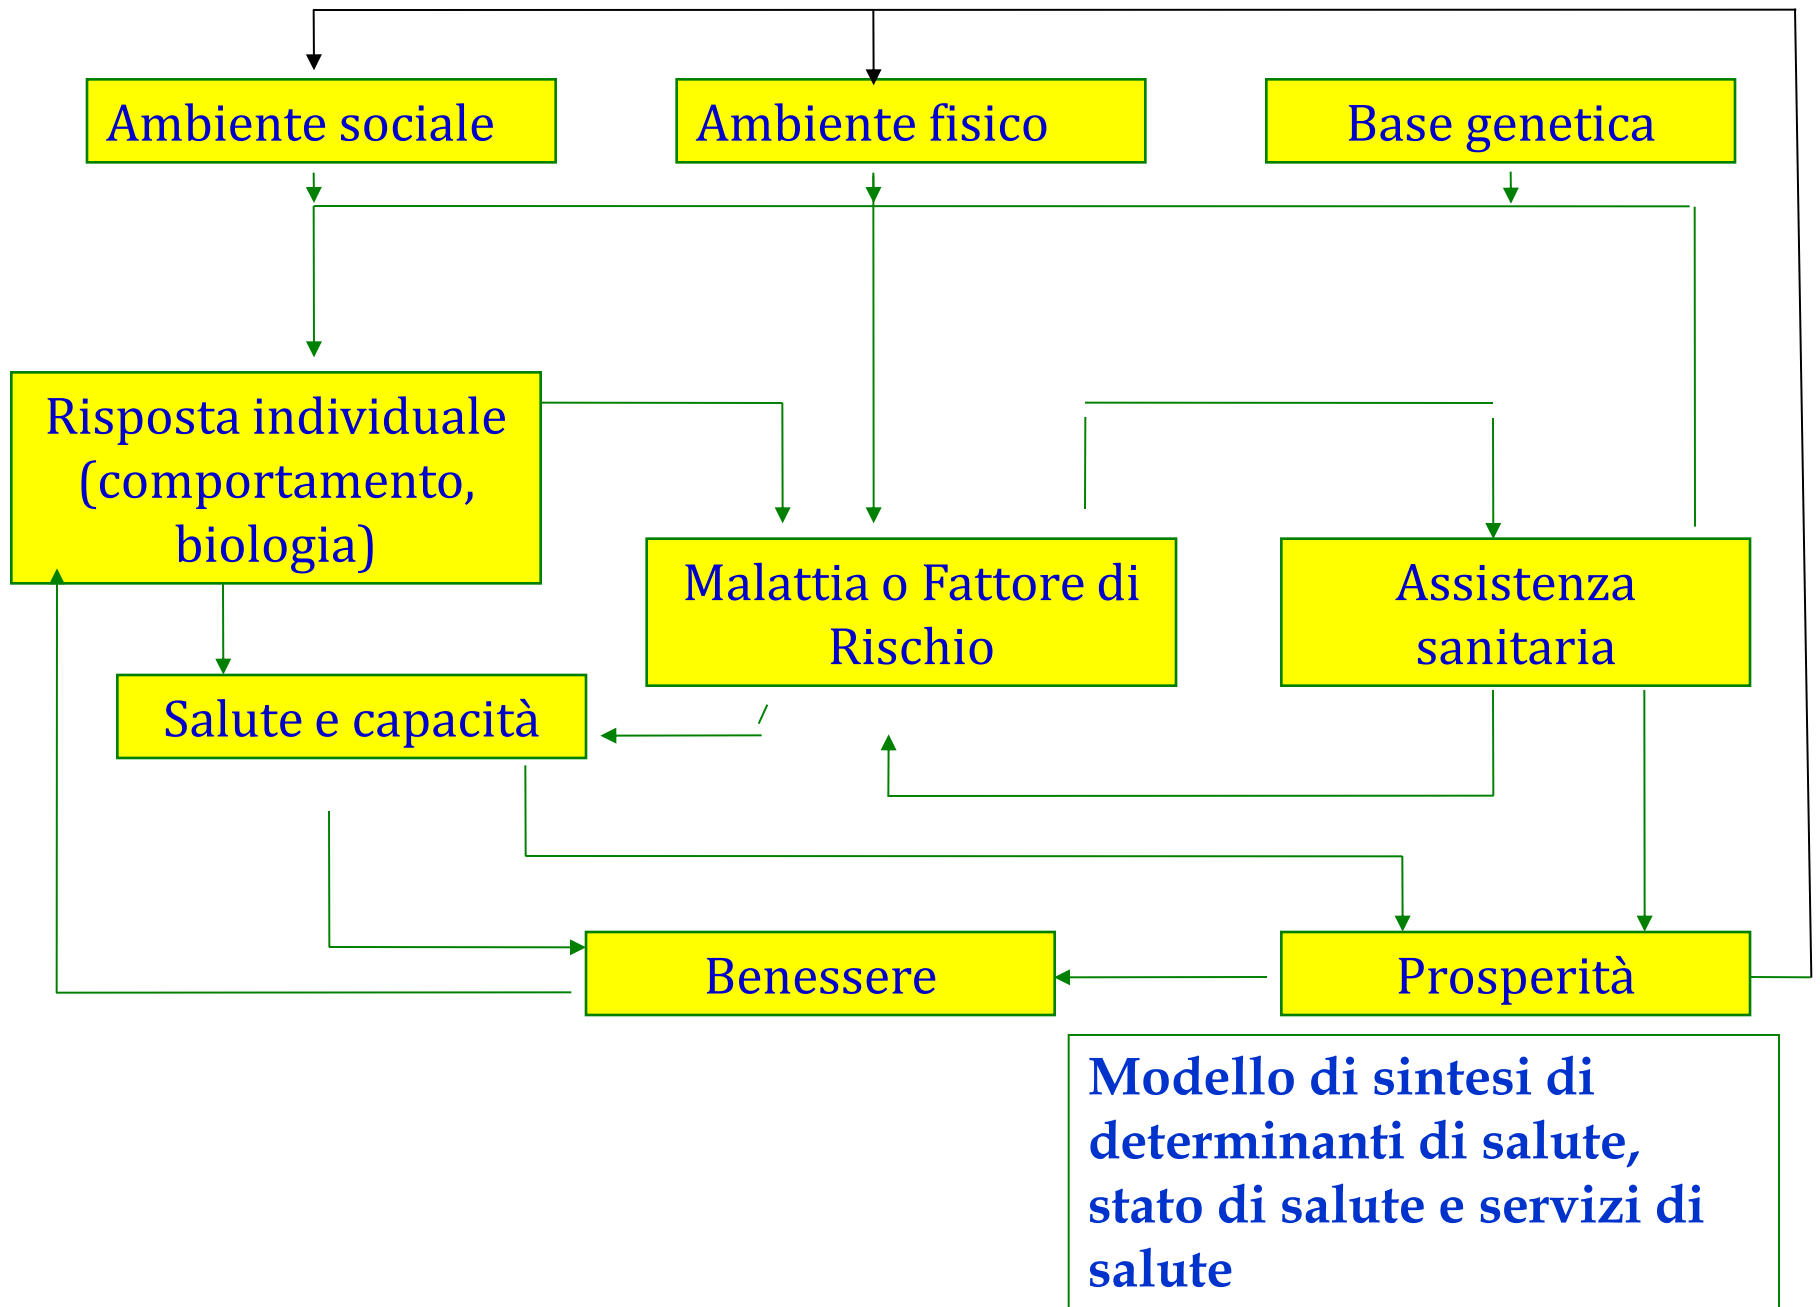 Ambiente sociale
Ambiente fisico
Base genetica
Risposta individuale
(comportamento,
biologia)
Malattia o Fattore di
Rischio
Assistenza
sanitaria
Salute e capacità
Benessere
Prosperità
Modello di sintesi di
determinanti di salute,
stato di salute e servizi di
salute